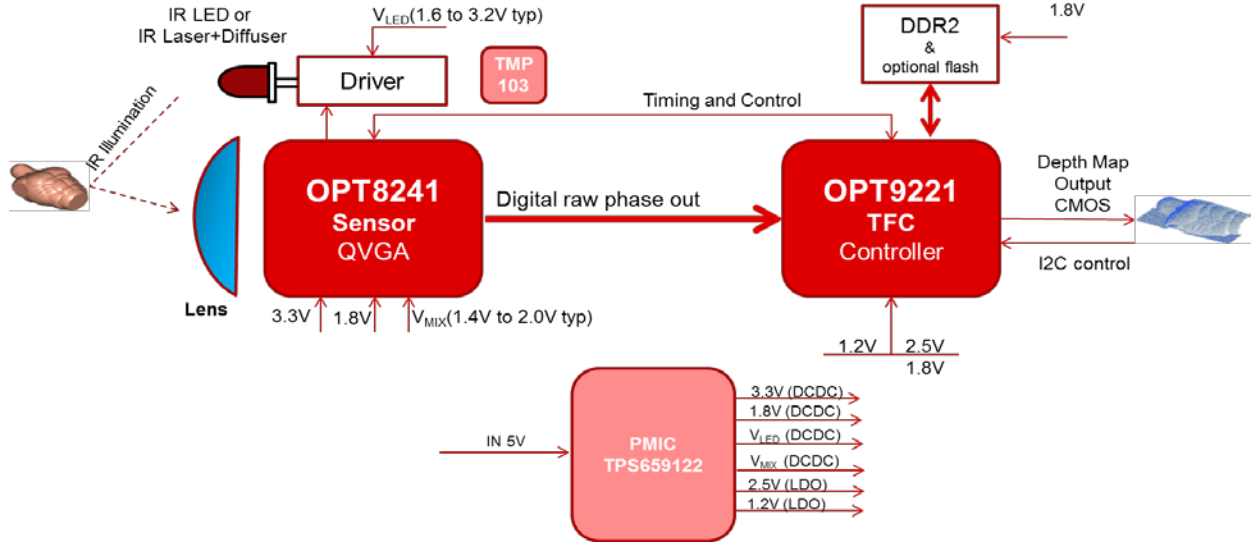 IR LED or
IR Laser+Diffuser
VLED(1.6 to 3.2V typ)
Driver
TMP
103
DDR2
&
optional flash
1.8V
Timing and Control
IR Illumination
Lens
OPT8241
Sensor
QVGA
Digital raw phase out
OPT9221
TFC
Controller
Depth Map
Output
CMOS
I2C control
3.3V
1.8V
VMIX(1.4V to 2.0V typ)
1.2V
2.5V
1.8V
IN 5V
PMIC
TPS659122
3.3V (DCDC)
1.8V (DCDC)
VLED (DCDC)
VMIX (DCDC)
2.5V (LDO)
1.2V (LDO)